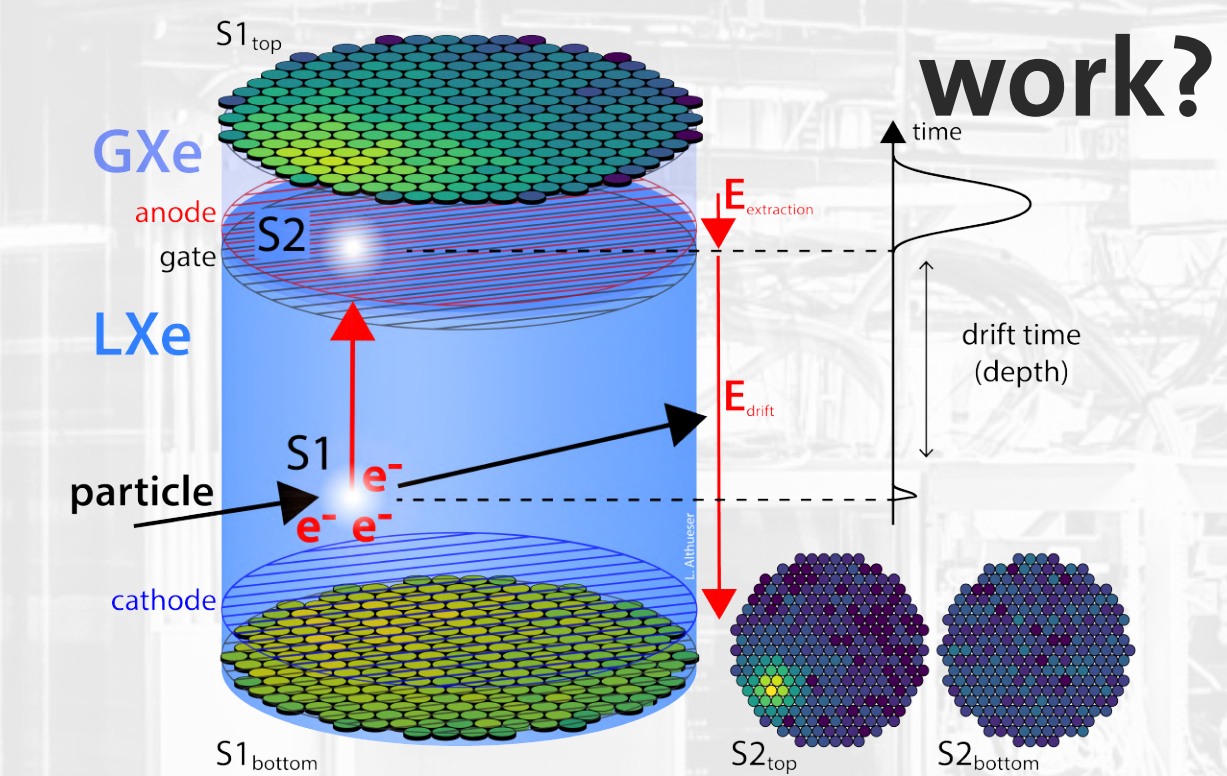 S1top
work?
time
GXe
Eextraction
anode
S2
gate
LXe
drift time
(depth)
Edrift
S1
e-
particle
e- e-
L. Althueser
cathode
S1bottom
S2top
S2bottom